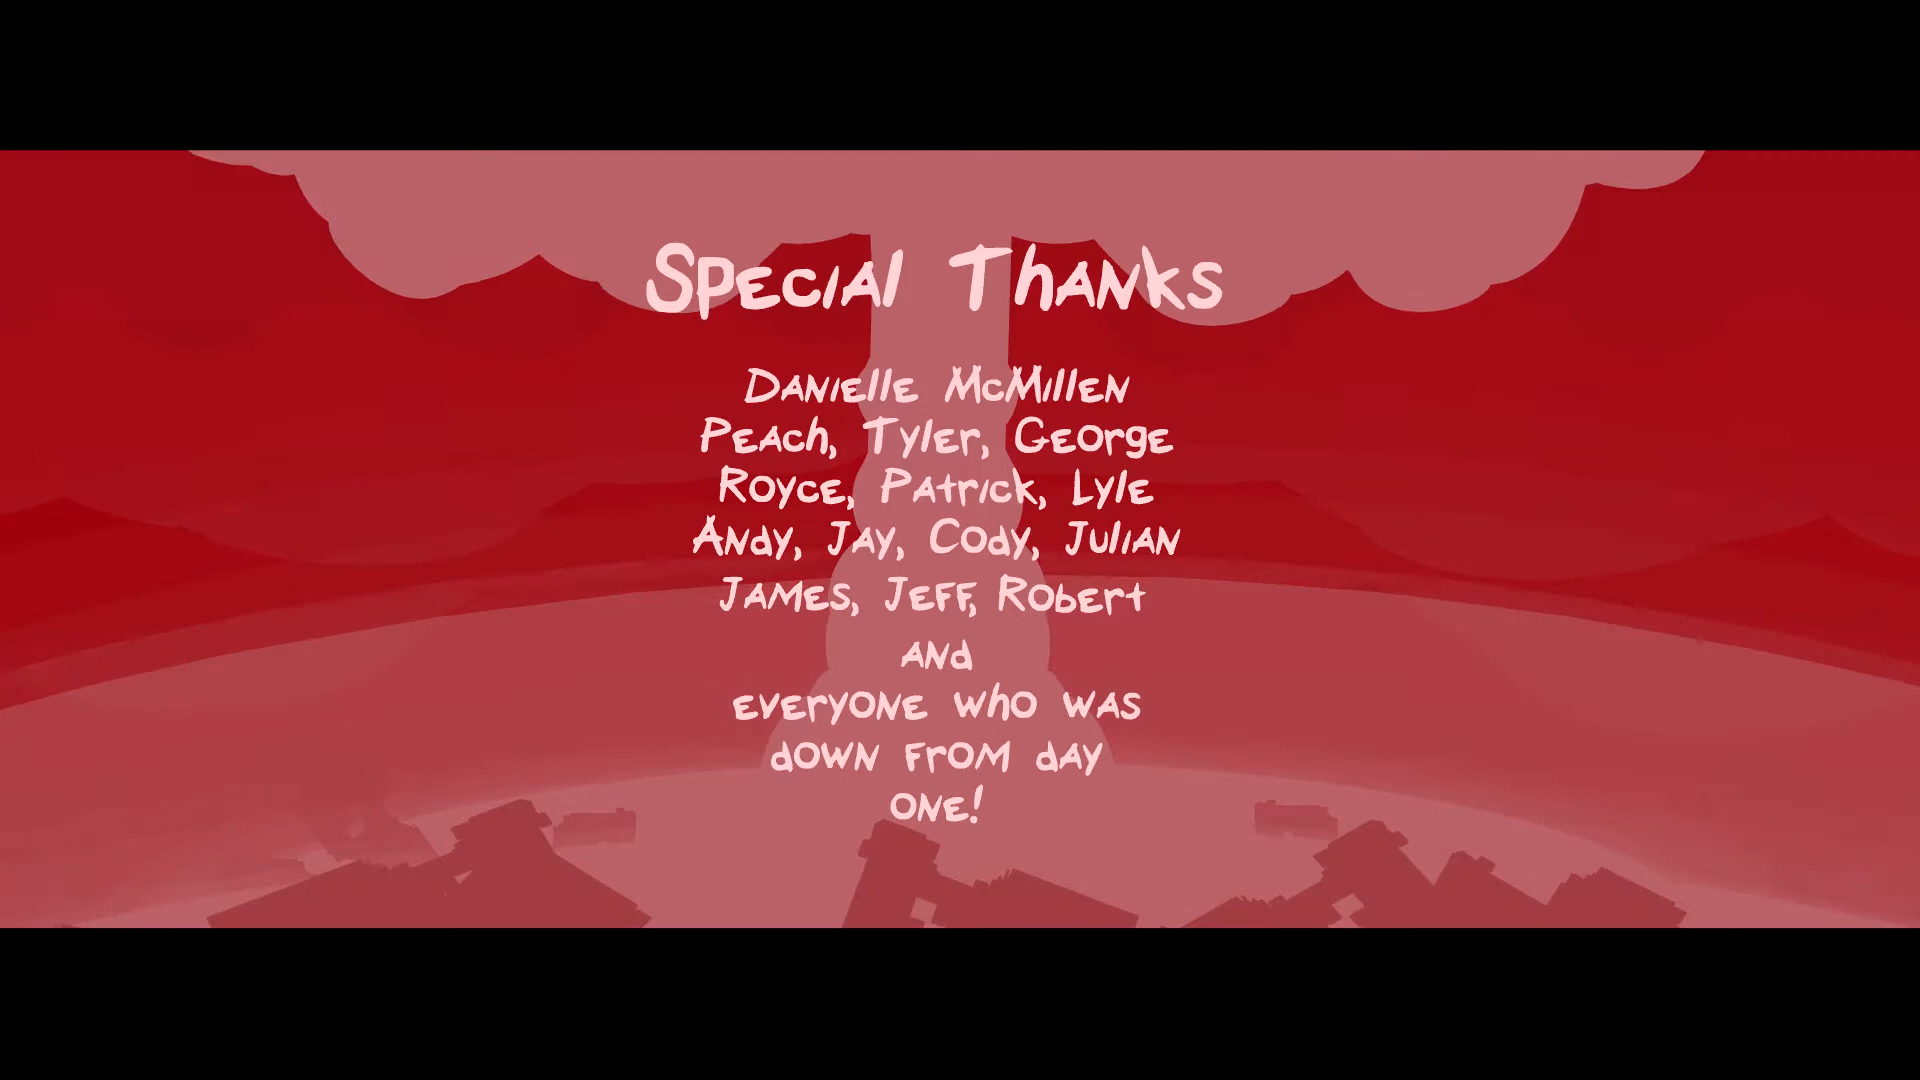 Special Thanks
Danielle McMillen
Peach, Tyler, George
Royce, Patrick, Lyle
Andy, Jay, Cody, Julian
James, Jeff, Robert
and
everyone who was
down from day
one!